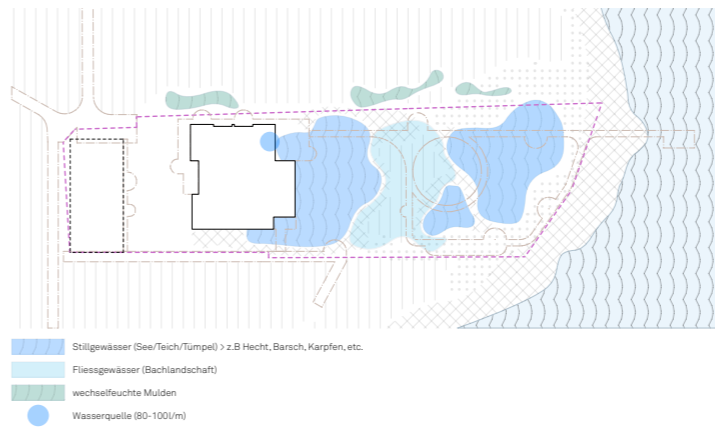 Stillgewässer (See/Teich/Tümpel) > z.B Hecht, Barsch, Karpfen, etc.
Fliessgewässer (Bachlandschaft)
wechselfeuchte Mulden
Wasserquelle (80-100l/m)